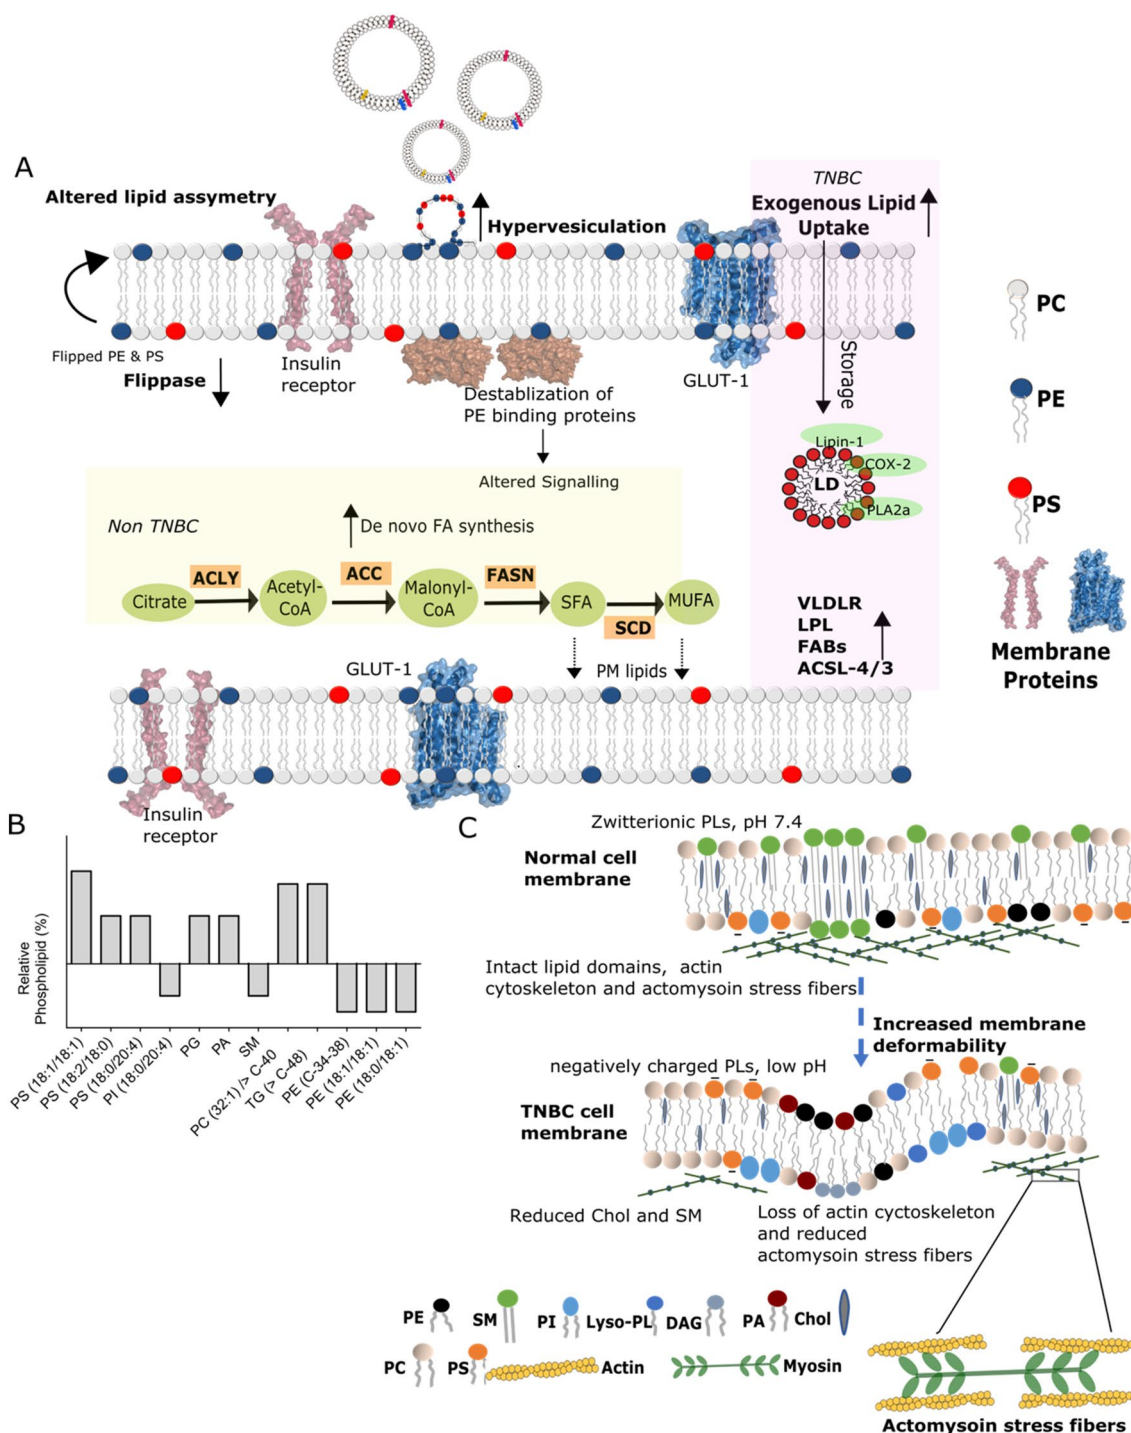 A
Altered lipid assymetry
Hypervesiculation
TNBC
Exogenous Lipid
Uptake
Flipped PE & PS
Flippase
Insulin
receptor
Destablization of
PE binding proteins
GLUT-1
Storage
PC
PE
PS
Membrane
Proteins
Lipin-1
COX-2
LD
PLA2a
Altered Signalling
Non TNBC
De novo FA synthesis
ACLY
ACC
FASN
Citrate
Acetyl-
CoA
Malonyl-
CoA
SFA
MUFA
SCD
VLDLR
LPL
FABs
ACSL-4/3
GLUT-1
PM lipids
Insulin
receptor
B
Relative
Phospholipid (%)
PS (18:1/18:1)
PS (18:2/18:0)
PS (18:0/20:4)
PI (18:0/20:4)
PG
PA
SM
PC (32:1) /> C-40
TG (> C-48)
PE (C-34-38)
PE (18:1/18:1)
PE (18:0/18:1)
C
Zwitterionic PLs, pH 7.4
Normal cell
membrane
Intact lipid domains, actin
cytoskeleton and actomysoin stress fibers
Increased membrane
deformability
negatively charged PLs, low pH
TNBC cell
membrane
Reduced Chol and SM
Loss of actin cyctoskeleton
and reduced
actomysoin stress fibers
PE
SM
PI
Lyso-PL
DAG
PA
Chol
PC
PS
Actin
Myosin
Actomysoin stress fibers